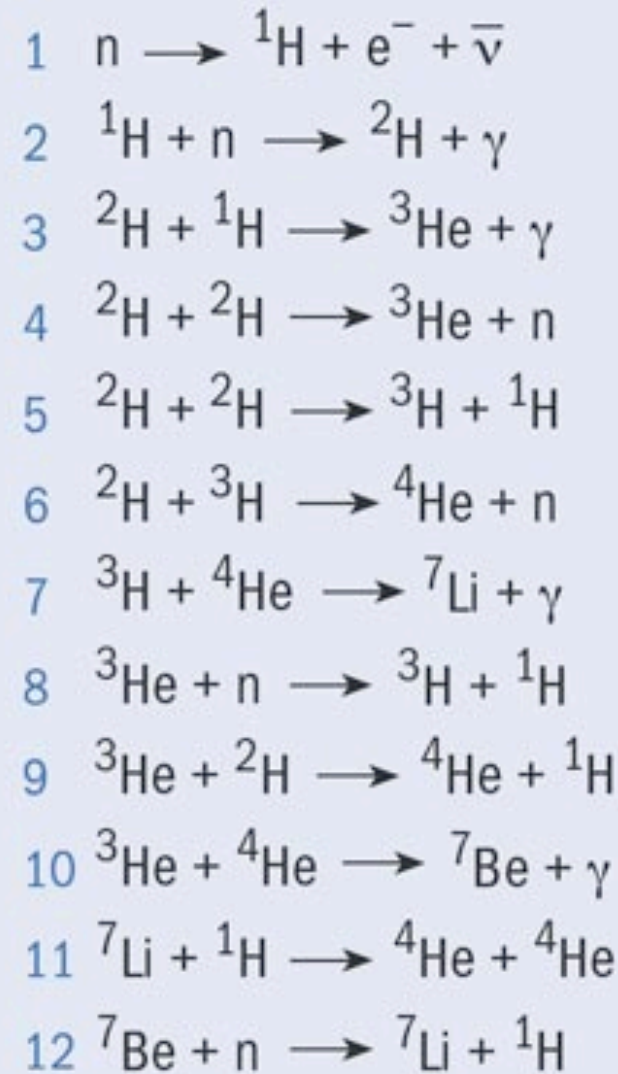 1 n ⟶ ¹H + e⁻ + ν̅
2 ¹H + n ⟶ ²H + γ
3 ²H + ¹H ⟶ ³He + γ
4 ²H + ²H ⟶ ³He + n
5 ²H + ²H ⟶ ³H + ¹H
6 ²H + ³H ⟶ ⁴He + n
7 ³H + ⁴He ⟶ ⁷Li + γ
8 ³He + n ⟶ ³H + ¹H
9 ³He + ²H ⟶ ⁴He + ¹H
10 ³He + ⁴He ⟶ ⁷Be + γ
11 ⁷Li + ¹H ⟶ ⁴He + ⁴He
12 ⁷Be + n ⟶ ⁷Li + ¹H